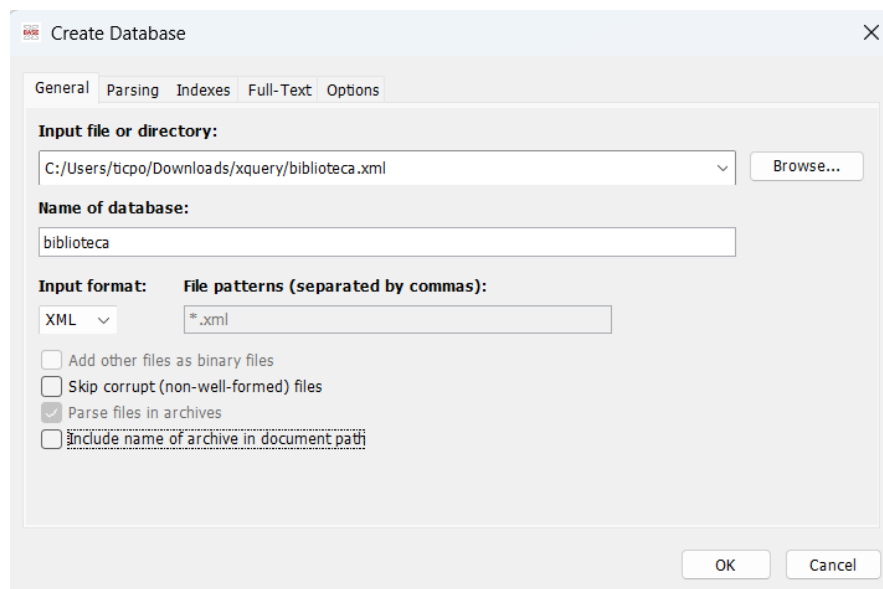 BASE Create Database
General Parsing Indexes Full-Text Options
Input file or directory:
C:/Users/ticpo/Downloads/xquery/biblioteca.xml Browse...
Name of database:
biblioteca
Input format: File patterns (separated by commas):
XML *.xml
Add other files as binary files
Skip corrupt (non-well-formed) files
Parse files in archives
Include name of archive in document path
OK Cancel